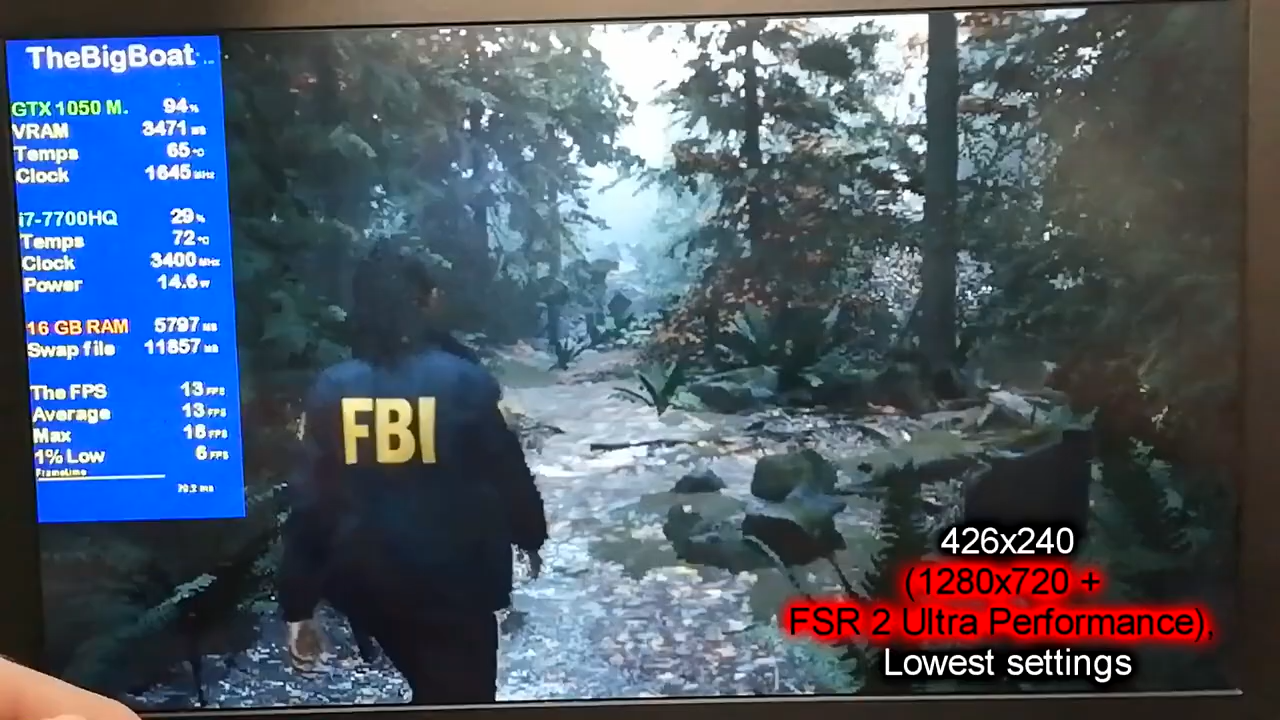 TheBigBoat
GTX 1050 M. 94 %
VRAM 3471 MB
Temps 65 °C
Clock 1645 MHz
i7-7700HQ 29 %
Temps 72 °C
Clock 3400 MHz
Power 14.6 W
16 GB RAM 5797 MB
Swap file 11857 MB
The FPS 13 FPS
Average 13 FPS
Max 16 FPS
1% Low 6 FPS
Frametime
FBI
426x240
(1280x720 +
FSR 2 Ultra Performance),
Lowest settings